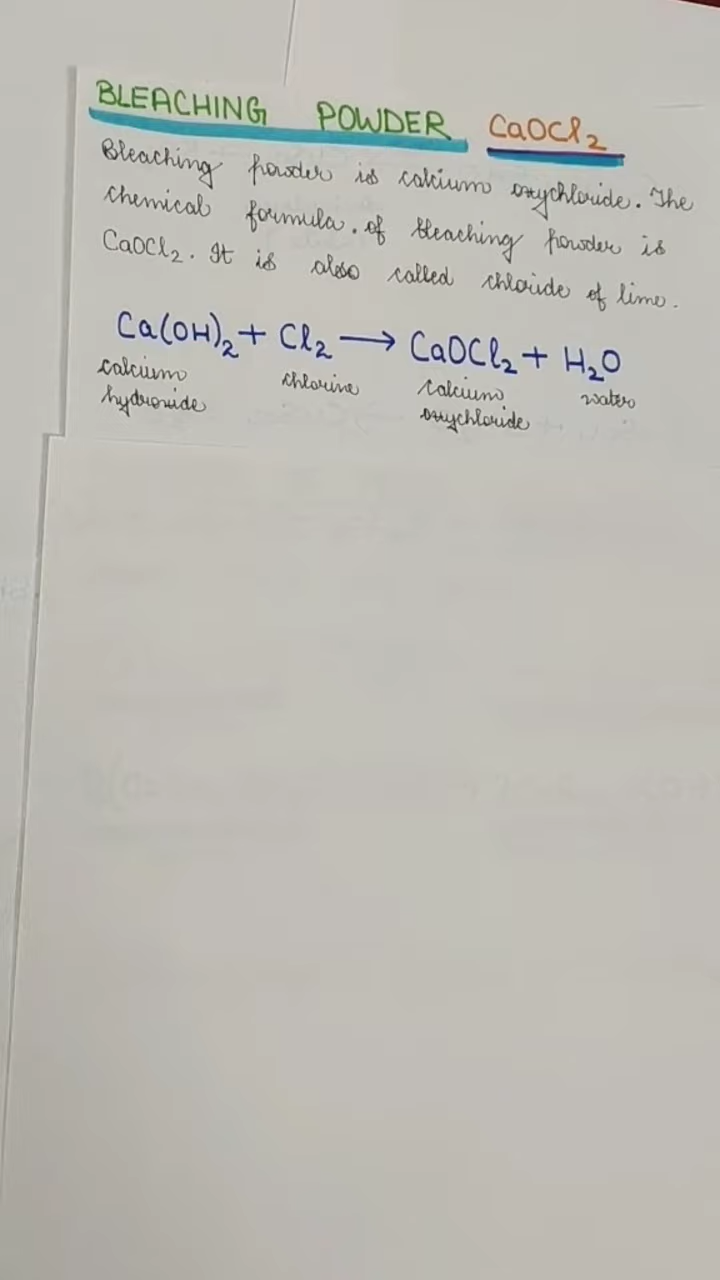 BLEACHING POWDER CaOCl₂
Bleaching powder is calcium oxychloride. The
chemical formula. of bleaching powder is
CaOCl₂. It is also called chloride of lime.
Ca(OH)₂ + Cl₂ → CaOCl₂ + H₂O
calcium chlorine calcium water
hydroxide oxychloride